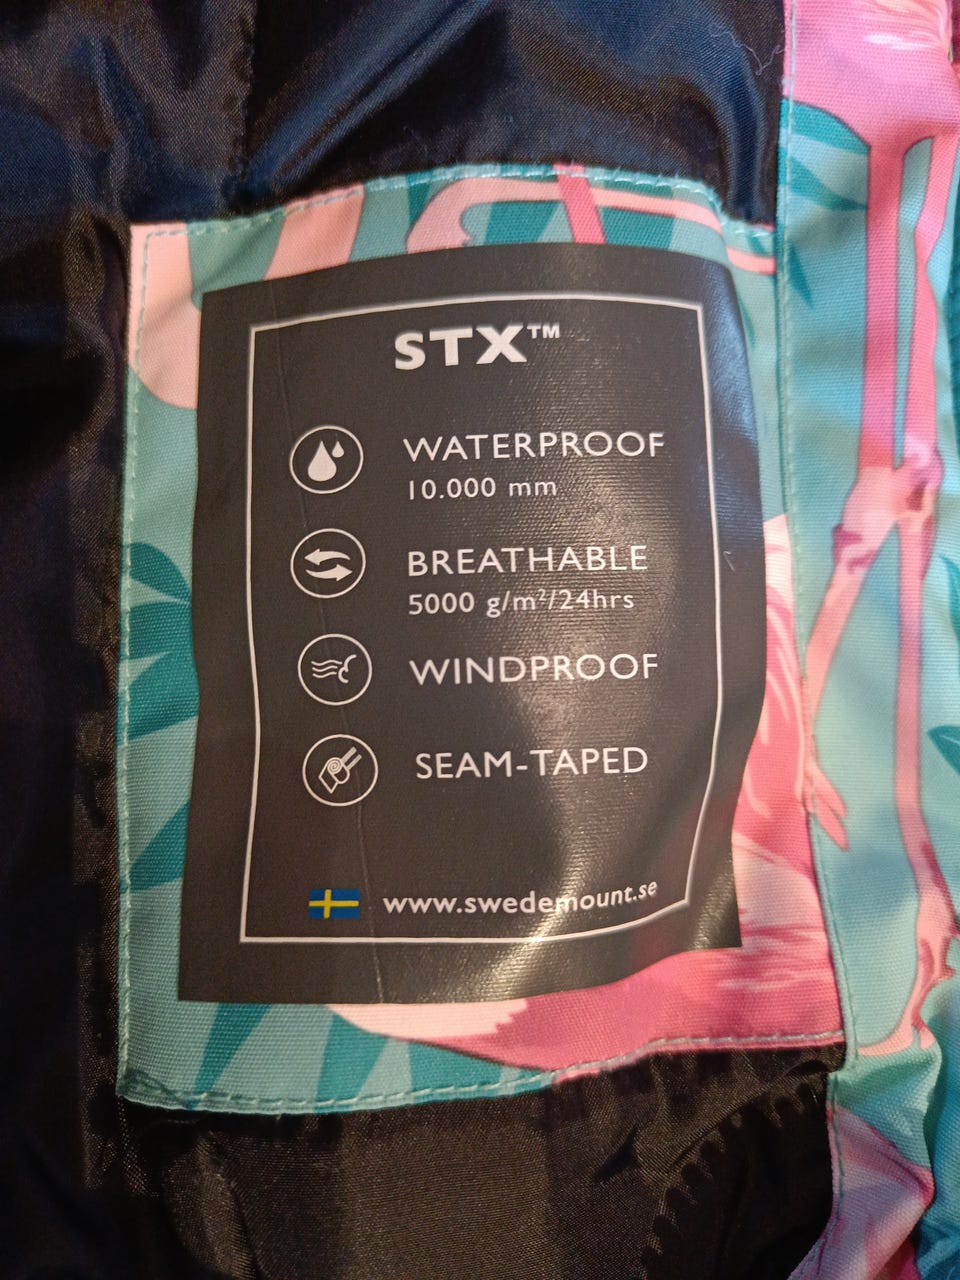 STX™
WATERPROOF
10.000 mm
BREATHABLE
5000 g/m²/24hrs
WINDPROOF
SEAM-TAPED
www.swedemount.se